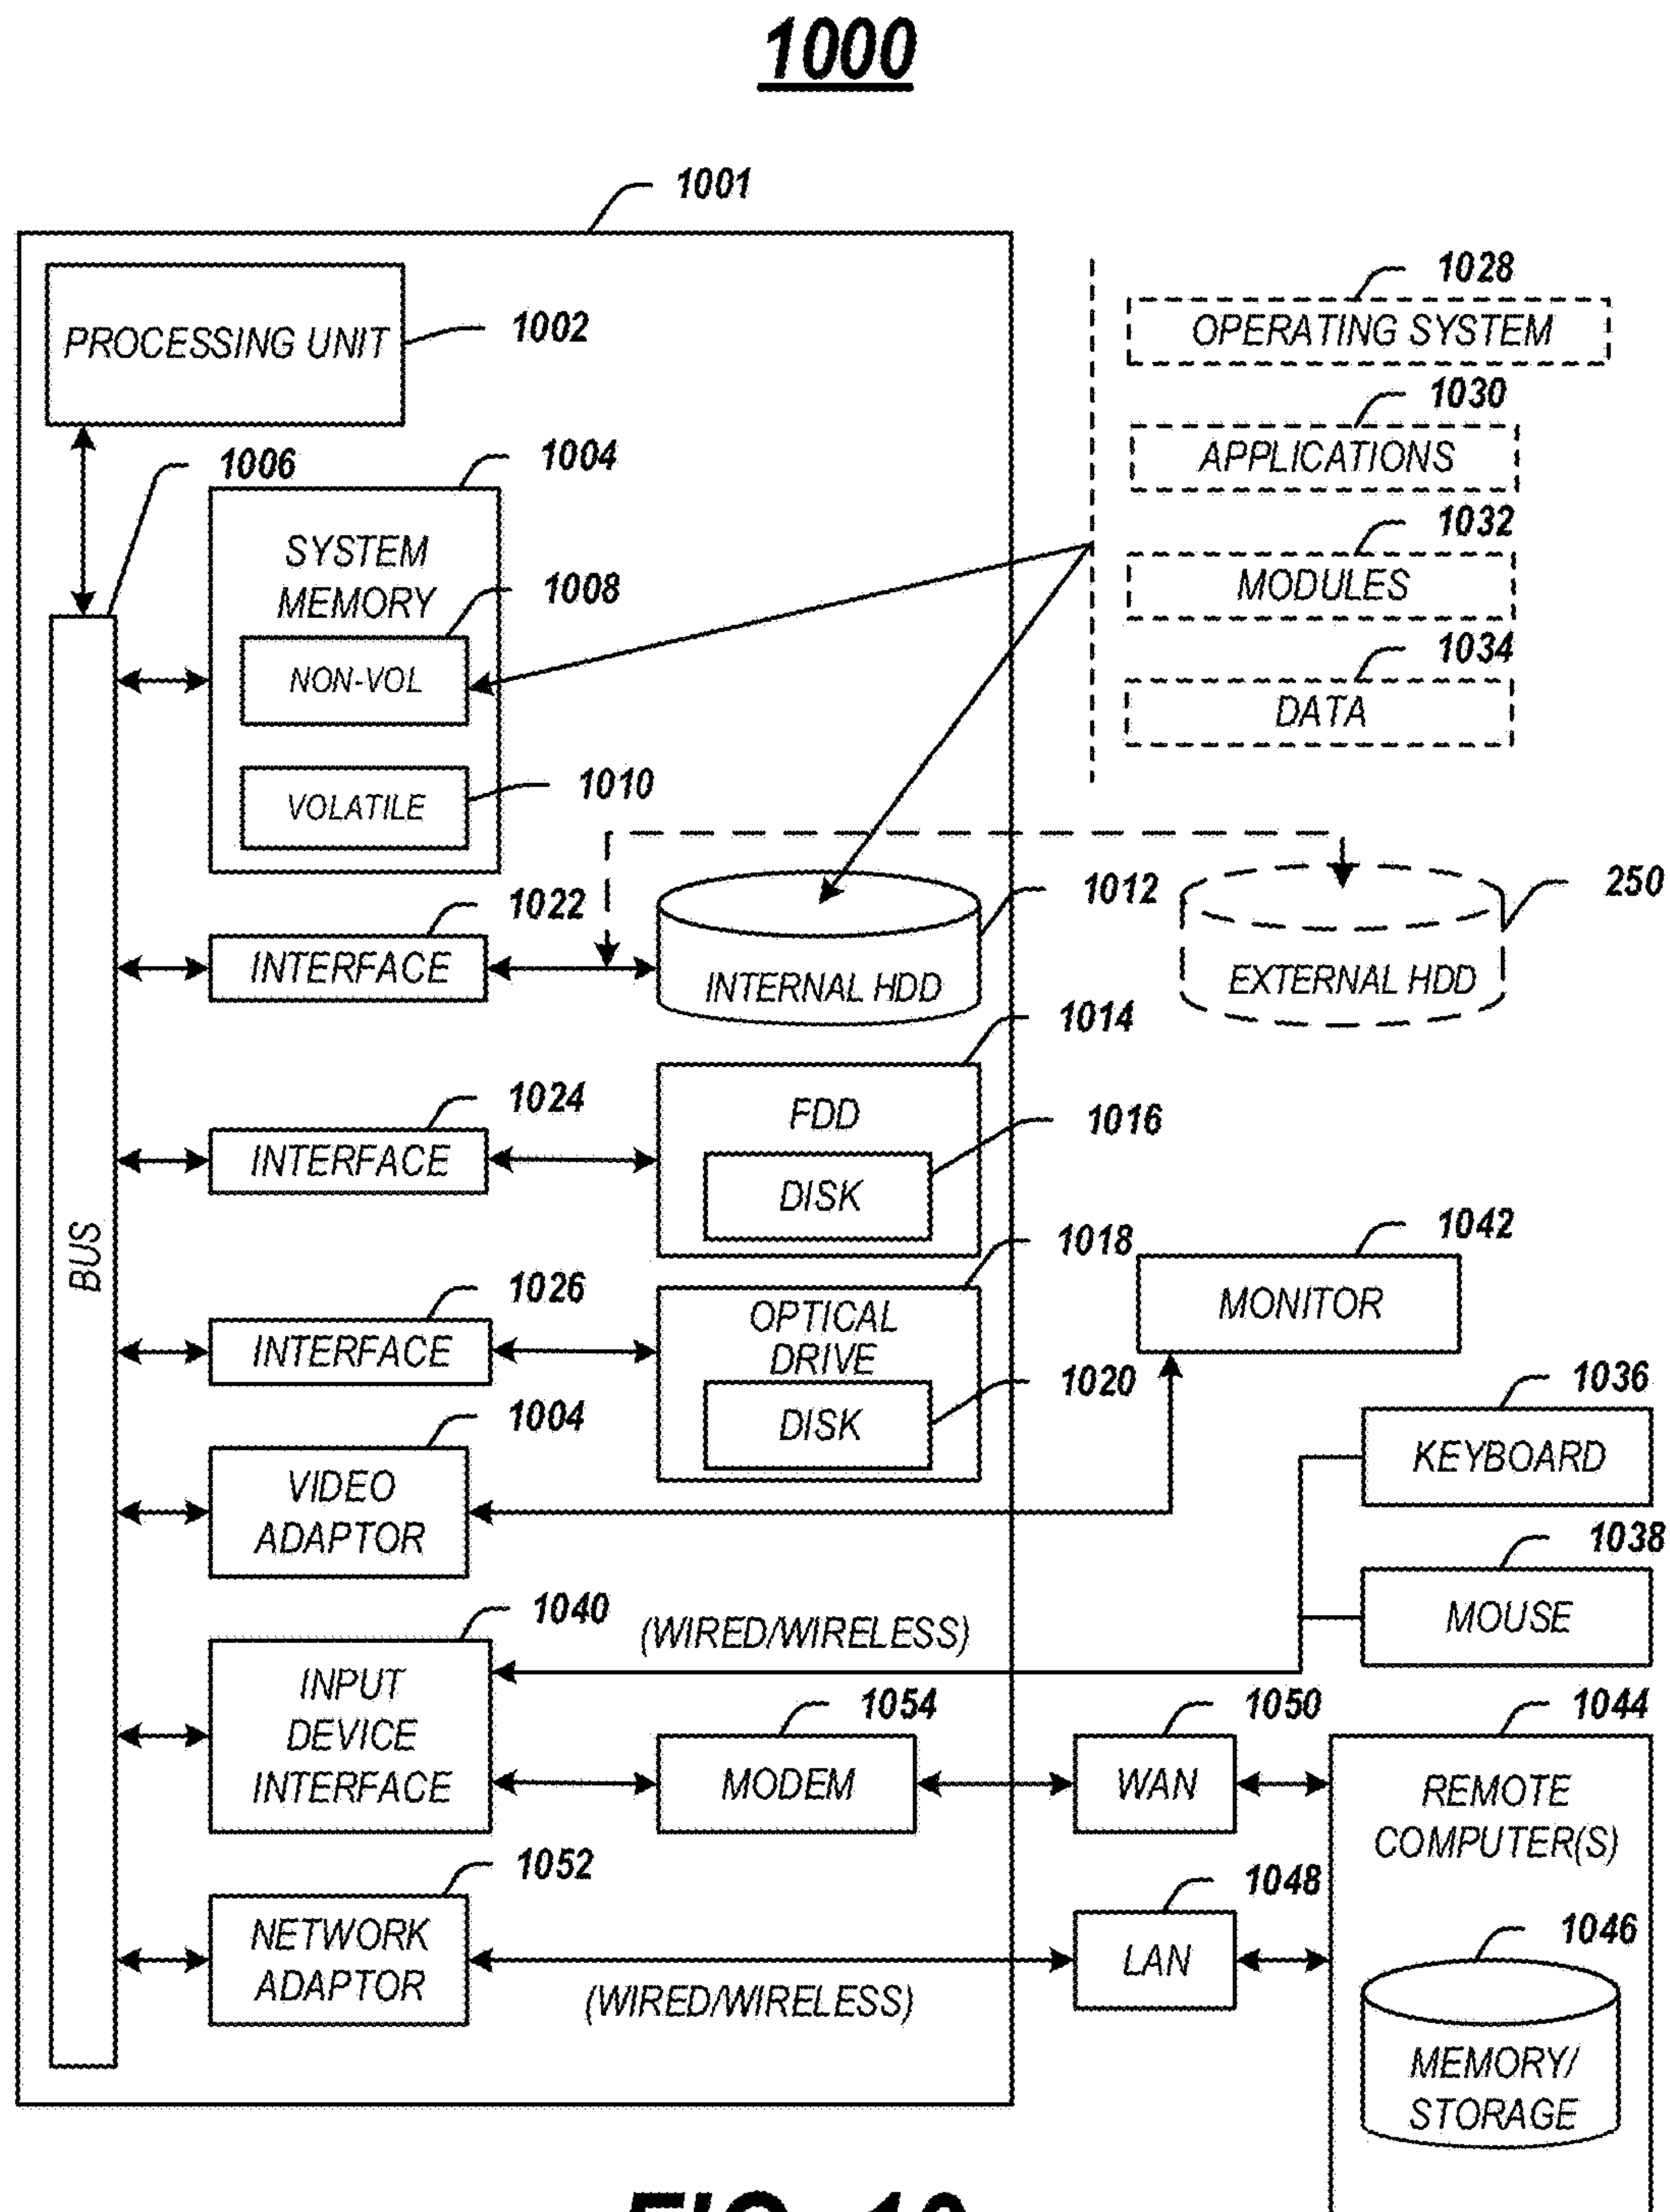 1000
1001
PROCESSING UNIT
1002
1028
OPERATING SYSTEM
1030
APPLICATIONS
1032
MODULES
1034
DATA
1006
1004
SYSTEM
MEMORY
1008
NON-VOL
1010
VOLATILE
BUS
1022
INTERFACE
1012
INTERNAL HDD
250
EXTERNAL HDD
1024
INTERFACE
1014
FDD
1016
DISK
1026
INTERFACE
1018
OPTICAL
DRIVE
1020
DISK
1042
MONITOR
1004
VIDEO
ADAPTOR
1036
KEYBOARD
1038
MOUSE
1040
INPUT
DEVICE
INTERFACE
(WIRED/WIRELESS)
1054
MODEM
1050
WAN
1044
REMOTE
COMPUTER(S)
1052
NETWORK
ADAPTOR
(WIRED/WIRELESS)
1048
LAN
1046
MEMORY/
STORAGE